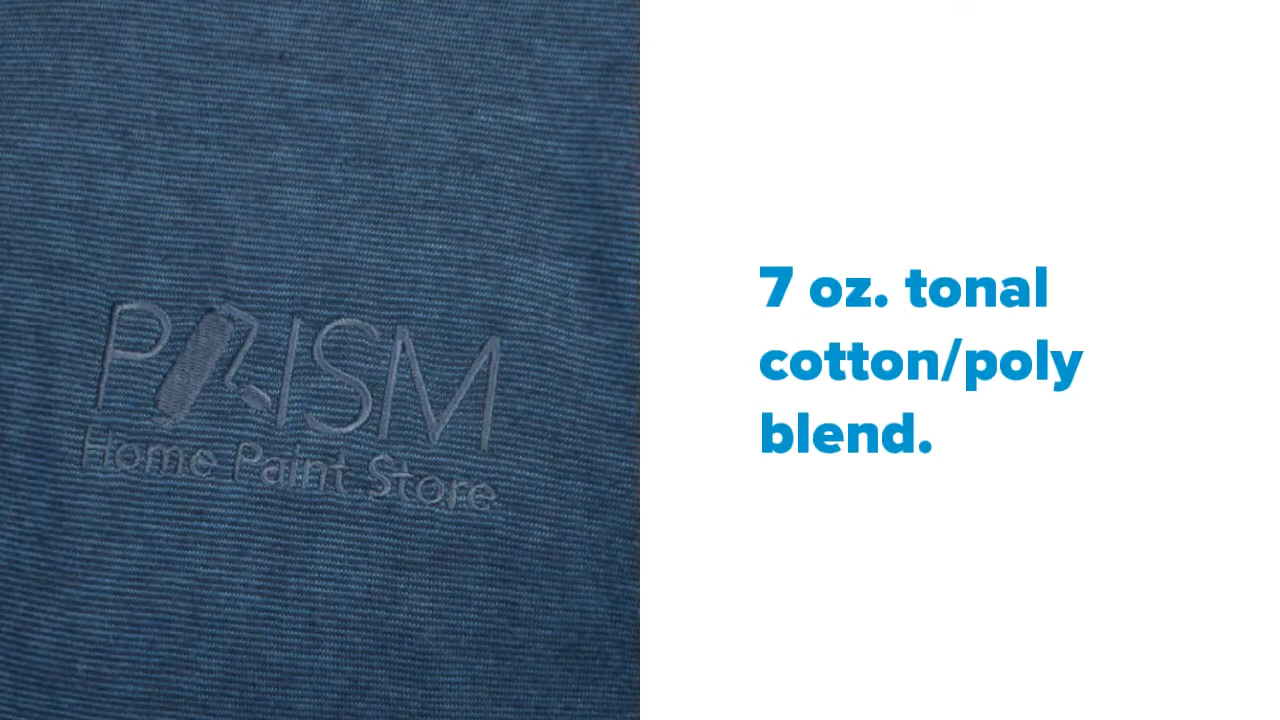 PRISM
Home Paint Store
7 oz. tonal
cotton/poly
blend.